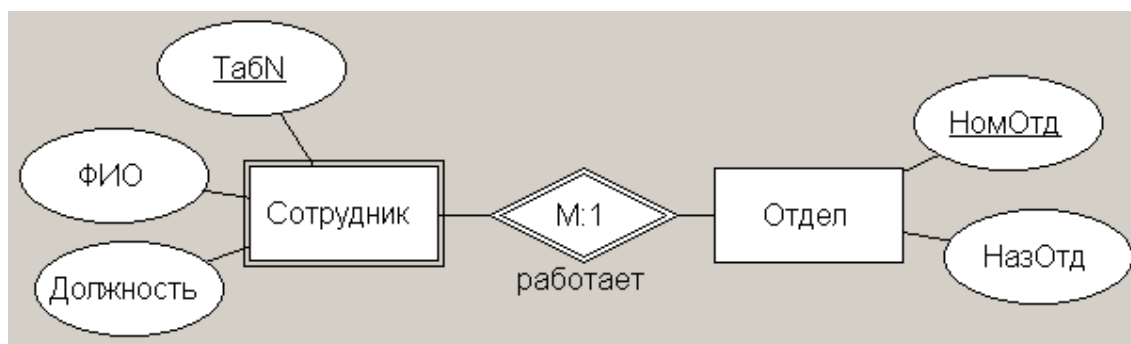 ТабN
ФИО
Должность
Сотрудник
М:1
работает
Отдел
НомОтд
НазОтд